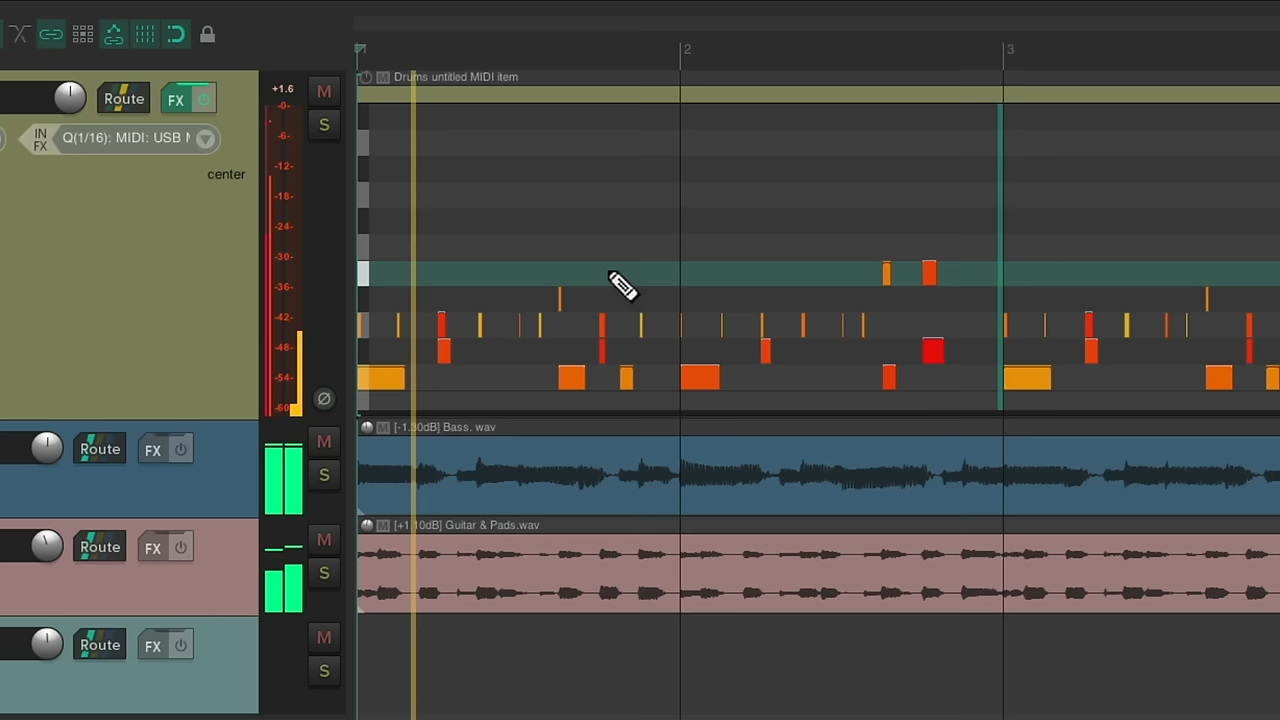 1 2 3
Route FX +1.6 M M Drums untitled MIDI item
-0- S
IN FX Q(1/16): MIDI: USB
-6-
-12-
center
-18-
-24-
-30-
-36-
-42-
-48-
-54-
-60-
Ø
M M [-1.30dB] Bass. wav
Route FX
S
M M [+1.10dB] Guitar & Pads.wav
Route FX
S
M
Route FX
S